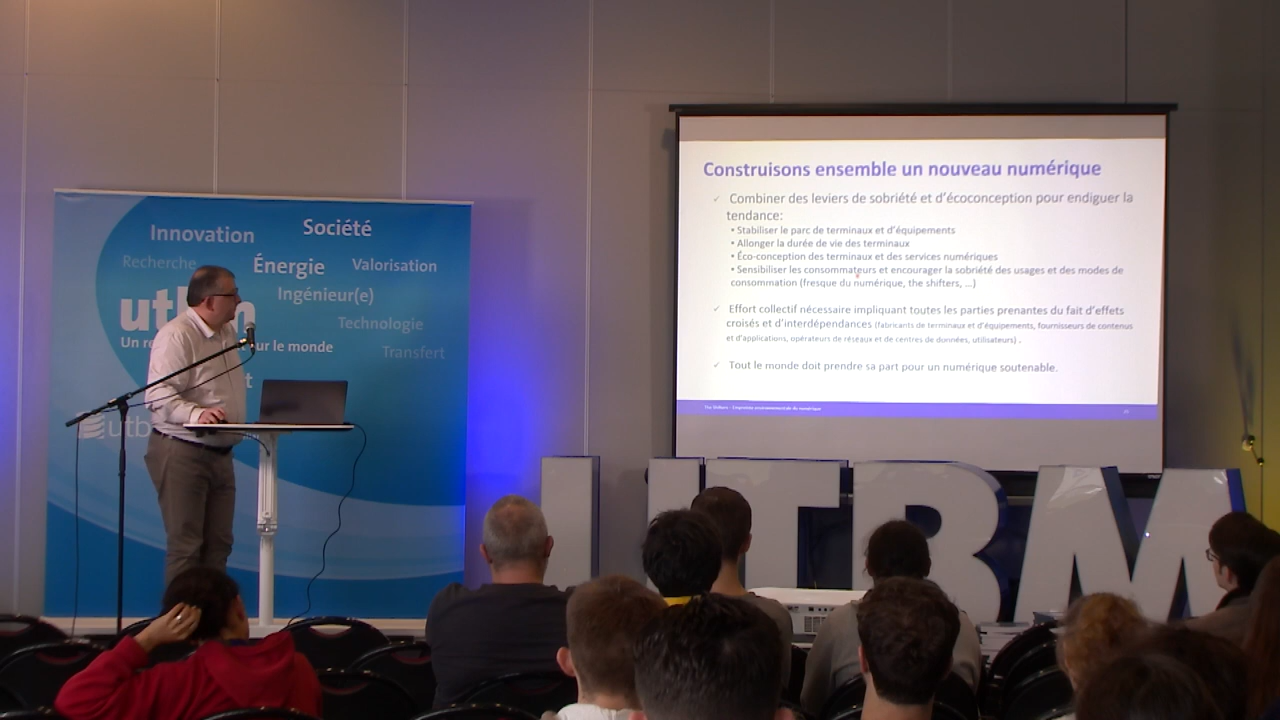 Innovation
Société
Recherche
Énergie
Valorisation
Ingénieur(e)
Technologie
sur le monde
Transfert
Construisons ensemble un nouveau numérique
✓ Combiner des leviers de sobriété et d'écoconception pour endiguer la
tendance:
• Stabiliser le parc de terminaux et d'équipements
• Allonger la durée de vie des terminaux
• Éco-conception des terminaux et des services numériques
• Sensibiliser les consommateurs et encourager la sobriété des usages et des modes de
consommation (fresque du numérique, the shifters, ...)
✓ Effort collectif nécessaire impliquant toutes les parties prenantes du fait d'effets
croisés et d'interdépendances (fabricants de terminaux et d'équipements, fournisseurs de contenus
et d'applications, opérateurs de réseaux et de centres de données, utilisateurs) .
✓ Tout le monde doit prendre sa part pour un numérique soutenable.
UTBM